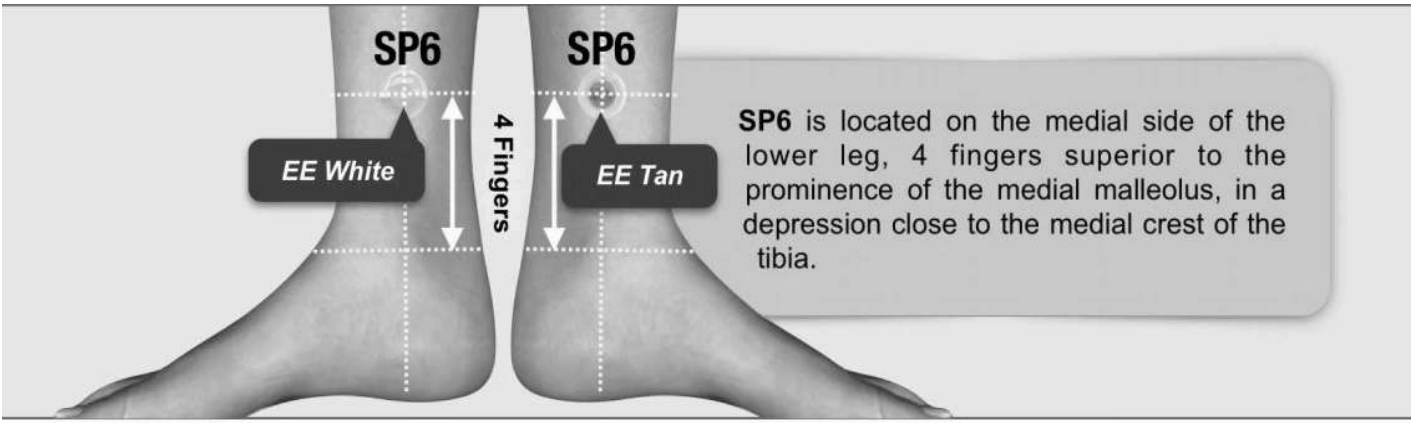 SP6
SP6
EE White
4 Fingers
EE Tan
SP6 is located on the medial side of the
lower leg, 4 fingers superior to the
prominence of the medial malleolus, in a
depression close to the medial crest of the
tibia.